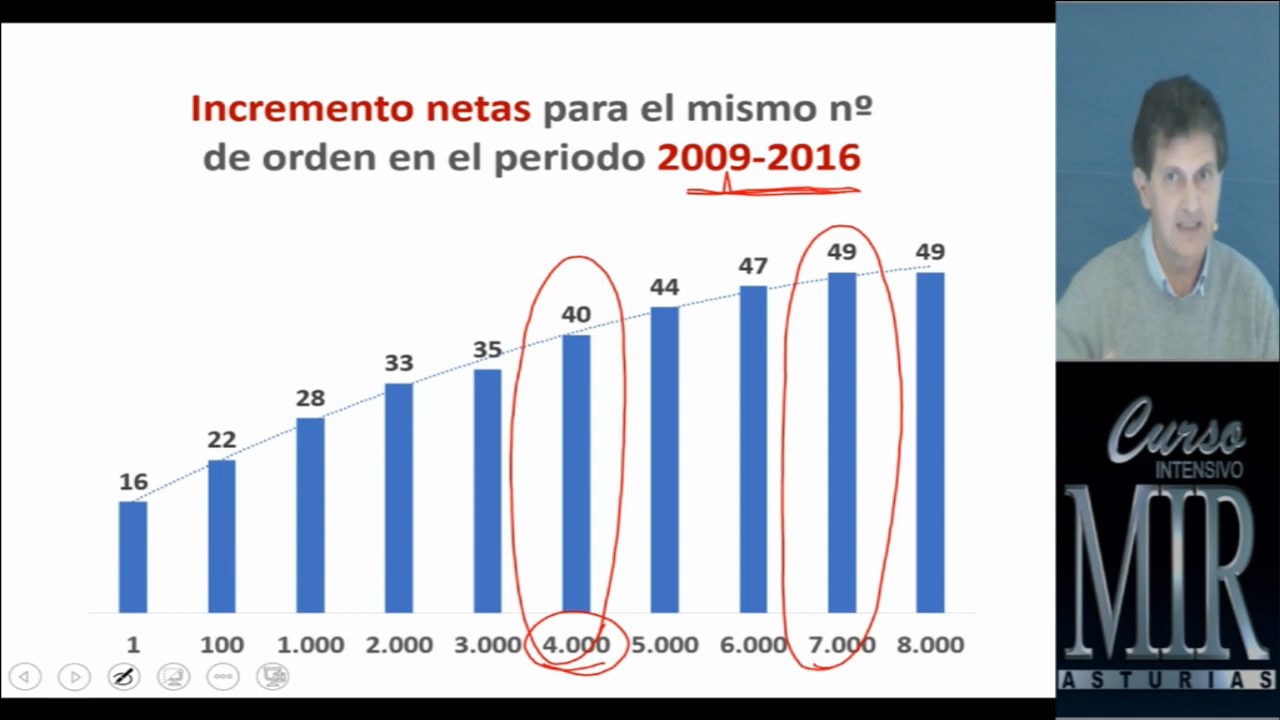 Incremento netas para el mismo nº
de orden en el periodo 2009-2016
16 22 28 33 35 40 44 47 49 49
1 100 1.000 2.000 3.000 4.000 5.000 6.000 7.000 8.000
Curso
INTENSIVO
MIR
ASTURIAS